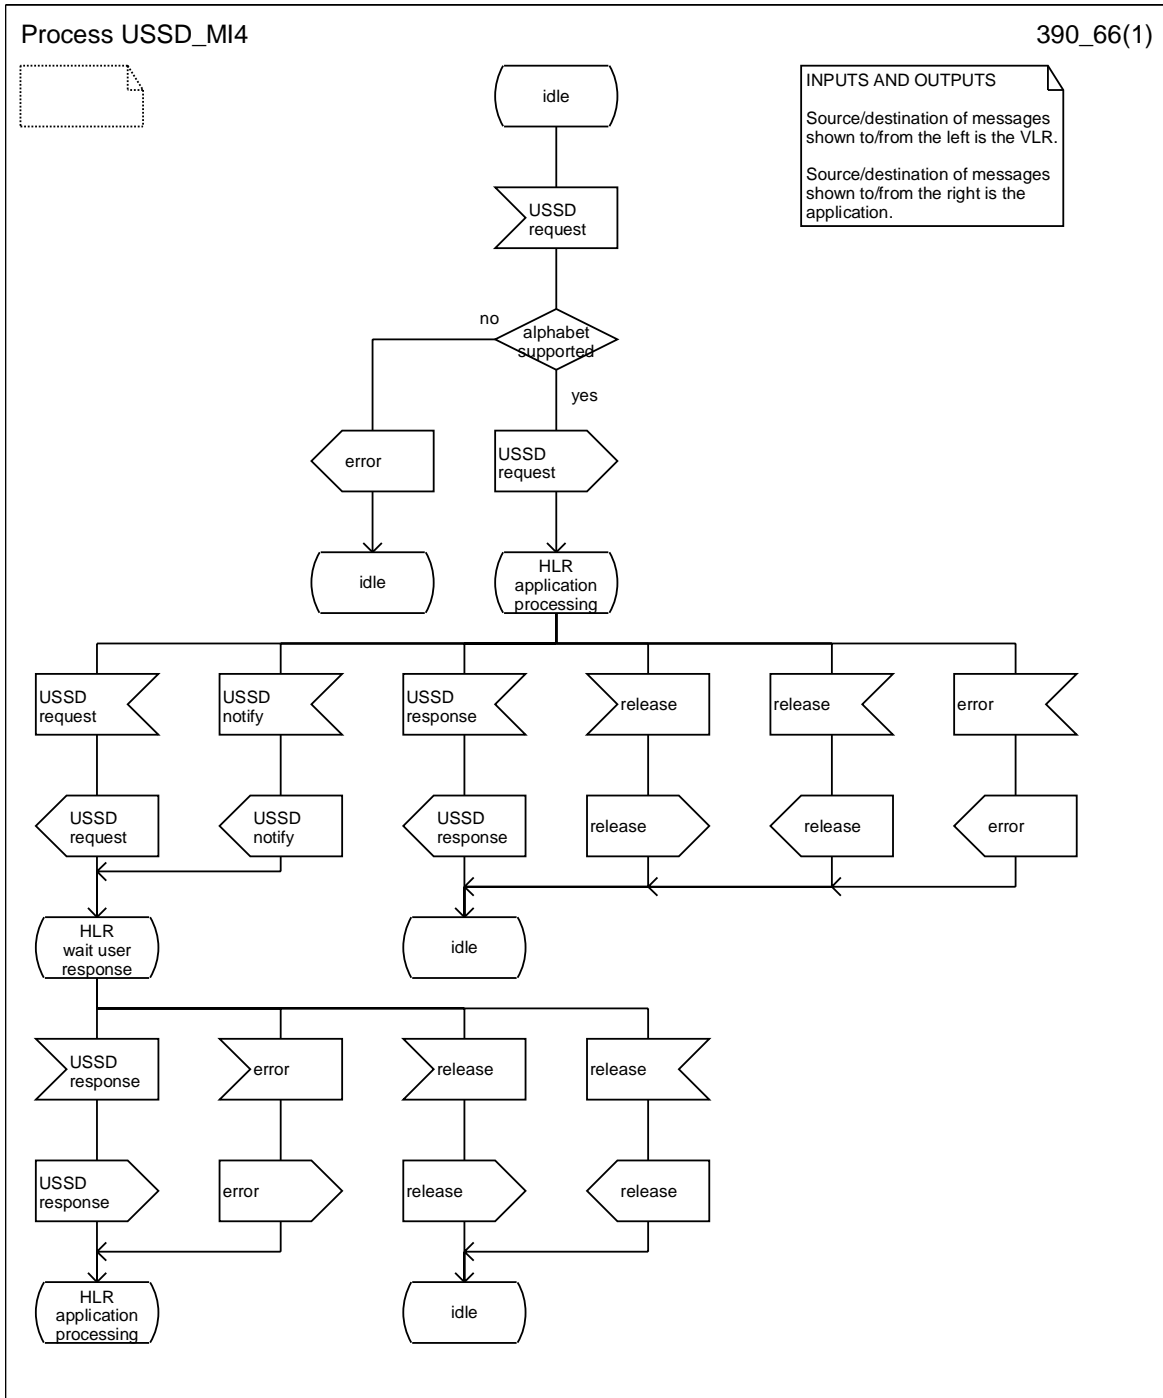 Process USSD_MI4
390_66(1)
INPUTS AND OUTPUTS
Source/destination of messages
shown to/from the left is the VLR.
Source/destination of messages
shown to/from the right is the
application.
idle
USSD
request
alphabet
supported
no
yes
error
USSD
request
idle
HLR
application
processing
USSD
request
USSD
notify
USSD
response
release
release
error
USSD
request
USSD
notify
USSD
response
release
release
error
HLR
wait user
response
idle
USSD
response
error
release
release
USSD
response
error
release
release
HLR
application
processing
idle